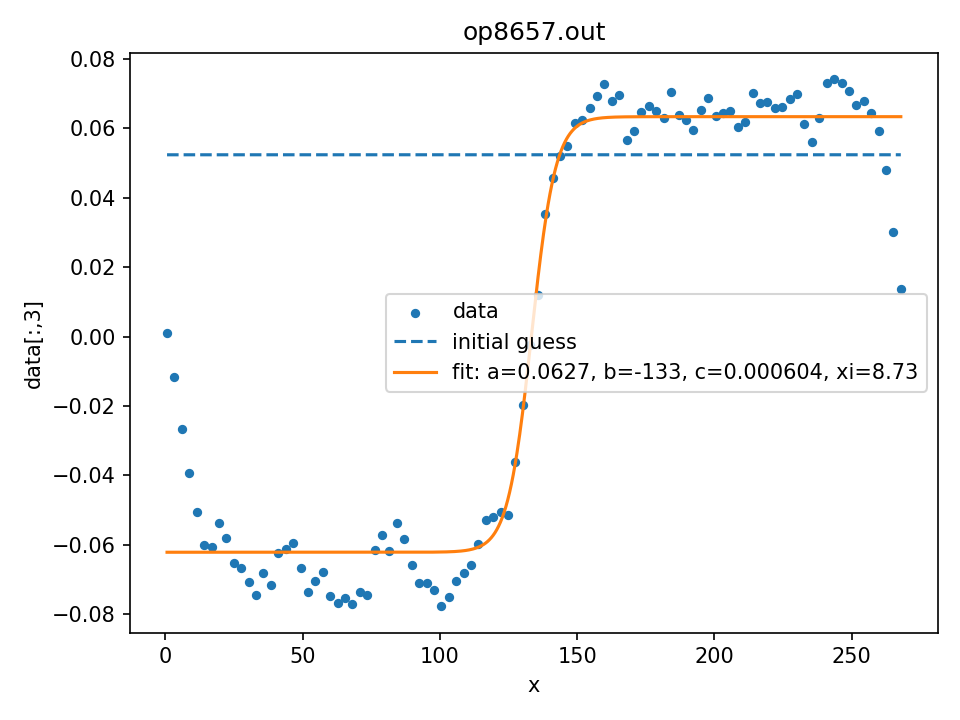 op8657.out
0.08
0.06
0.04
0.02
0.00
−0.02
−0.04
−0.06
−0.08
data[:,3]
data
initial guess
fit: a=0.0627, b=-133, c=0.000604, xi=8.73
0 50 100 150 200 250
x